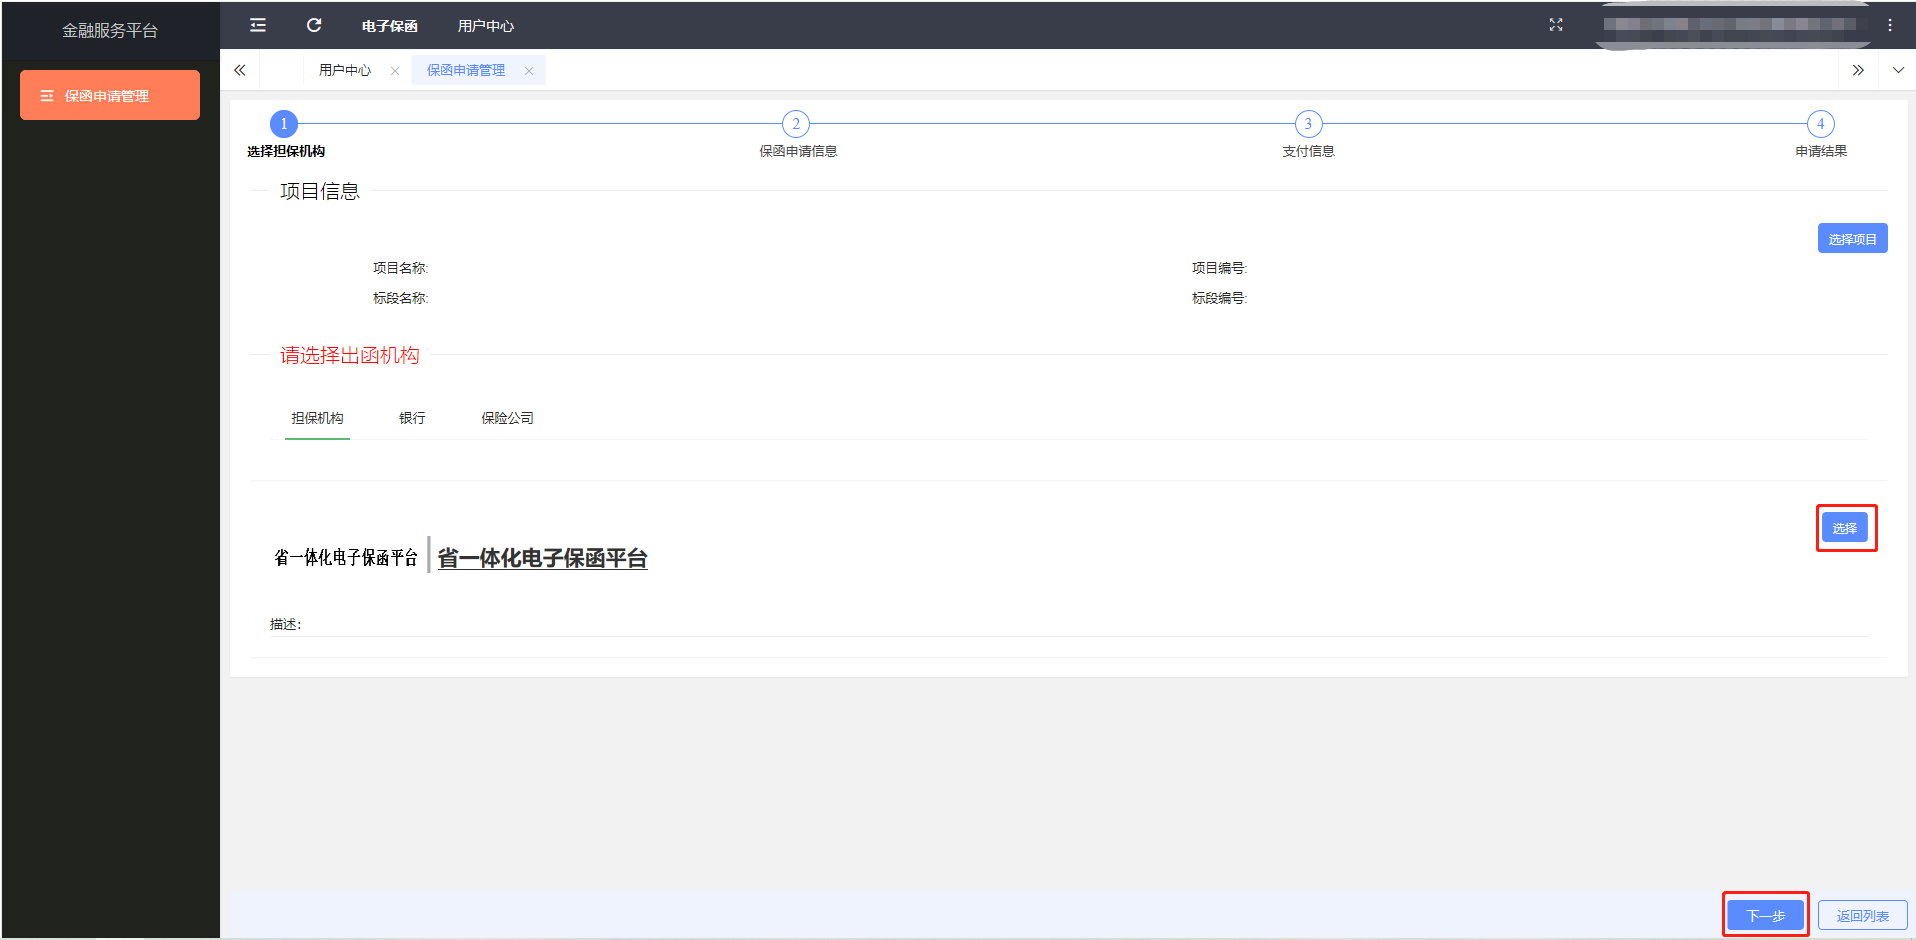 金融服务平台
电子保函
用户中心
保函申请管理
用户中心
保函申请管理
1
2
3
4
选择担保机构
保函申请信息
支付信息
申请结果
项目信息
选择项目
项目名称:
项目编号:
标段名称:
标段编号:
请选择出函机构
担保机构
银行
保险公司
选择
省一体化电子保函平台
省一体化电子保函平台
描述:
下一步
返回列表